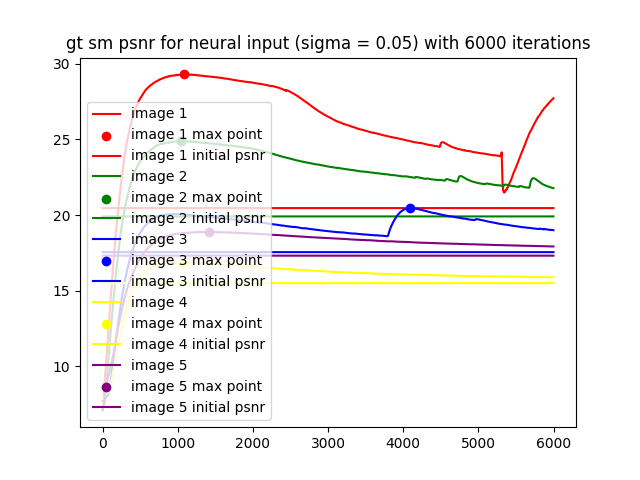 gt sm psnr for neural input (sigma = 0.05) with 6000 iterations
30
25
20
15
10
image 1
image 1 max point
image 1 initial psnr
image 2
image 2 max point
image 2 initial psnr
image 3
image 3 max point
image 3 initial psnr
image 4
image 4 max point
image 4 initial psnr
image 5
image 5 max point
image 5 initial psnr
0 1000 2000 3000 4000 5000 6000